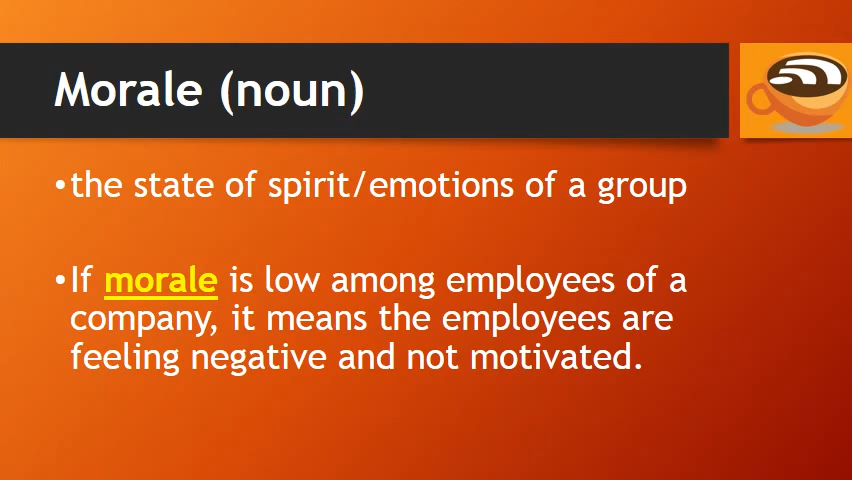 Morale (noun)
•the state of spirit/emotions of a group
•If morale is low among employees of a
company, it means the employees are
feeling negative and not motivated.